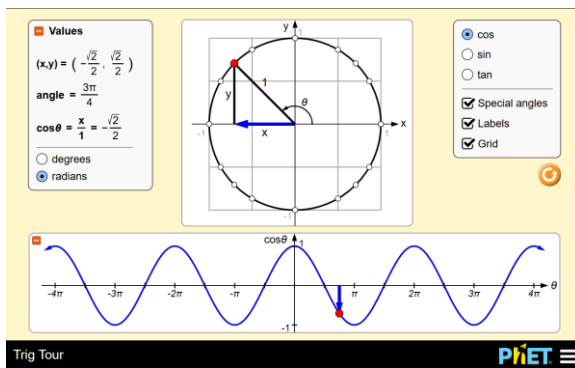 Values
(x,y) = ( -√2/2 , √2/2 )
angle = 3π/4
cosθ = x/1 = -√2/2
degrees
radians
y
1
1
θ
y
x
-1
1
x
-1
cos
sin
tan
Special angles
Labels
Grid
cosθ
1
-4π
-3π
-2π
-π
π
2π
3π
4π
θ
-1
Trig Tour
PhET